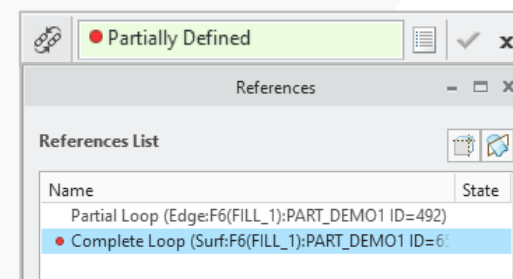 Partially Defined
References
References List
Name State
Partial Loop (Edge:F6(FILL_1):PART_DEMO1 ID=492)
Complete Loop (Surf:F6(FILL_1):PART_DEMO1 ID=6